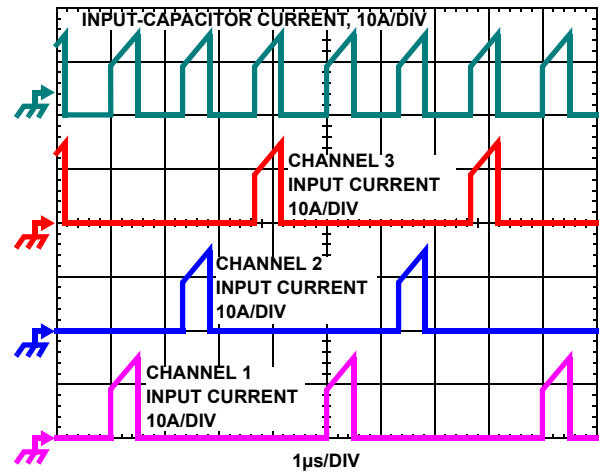 INPUT-CAPACITOR CURRENT, 10A/DIV
CHANNEL 3
INPUT CURRENT
10A/DIV
CHANNEL 2
INPUT CURRENT
10A/DIV
CHANNEL 1
INPUT CURRENT
10A/DIV
1µs/DIV